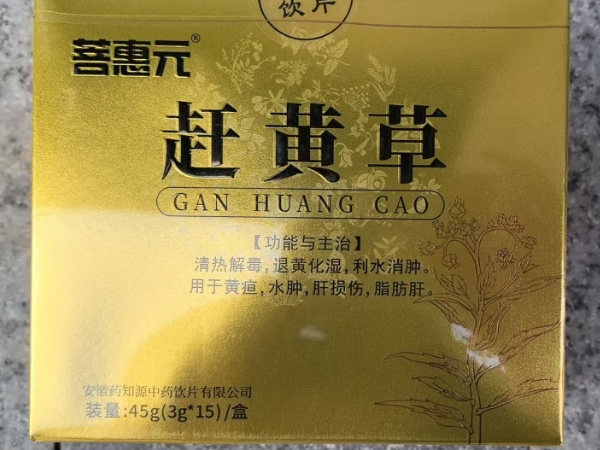 饮片
菩惠元®
赶黄草
GAN HUANG CAO
【功能与主治】
清热解毒,退黄化湿,利水消肿。
用于黄疸,水肿,肝损伤,脂肪肝。
安徽药知源中药饮片有限公司
装量:45g(3g*15)/盒